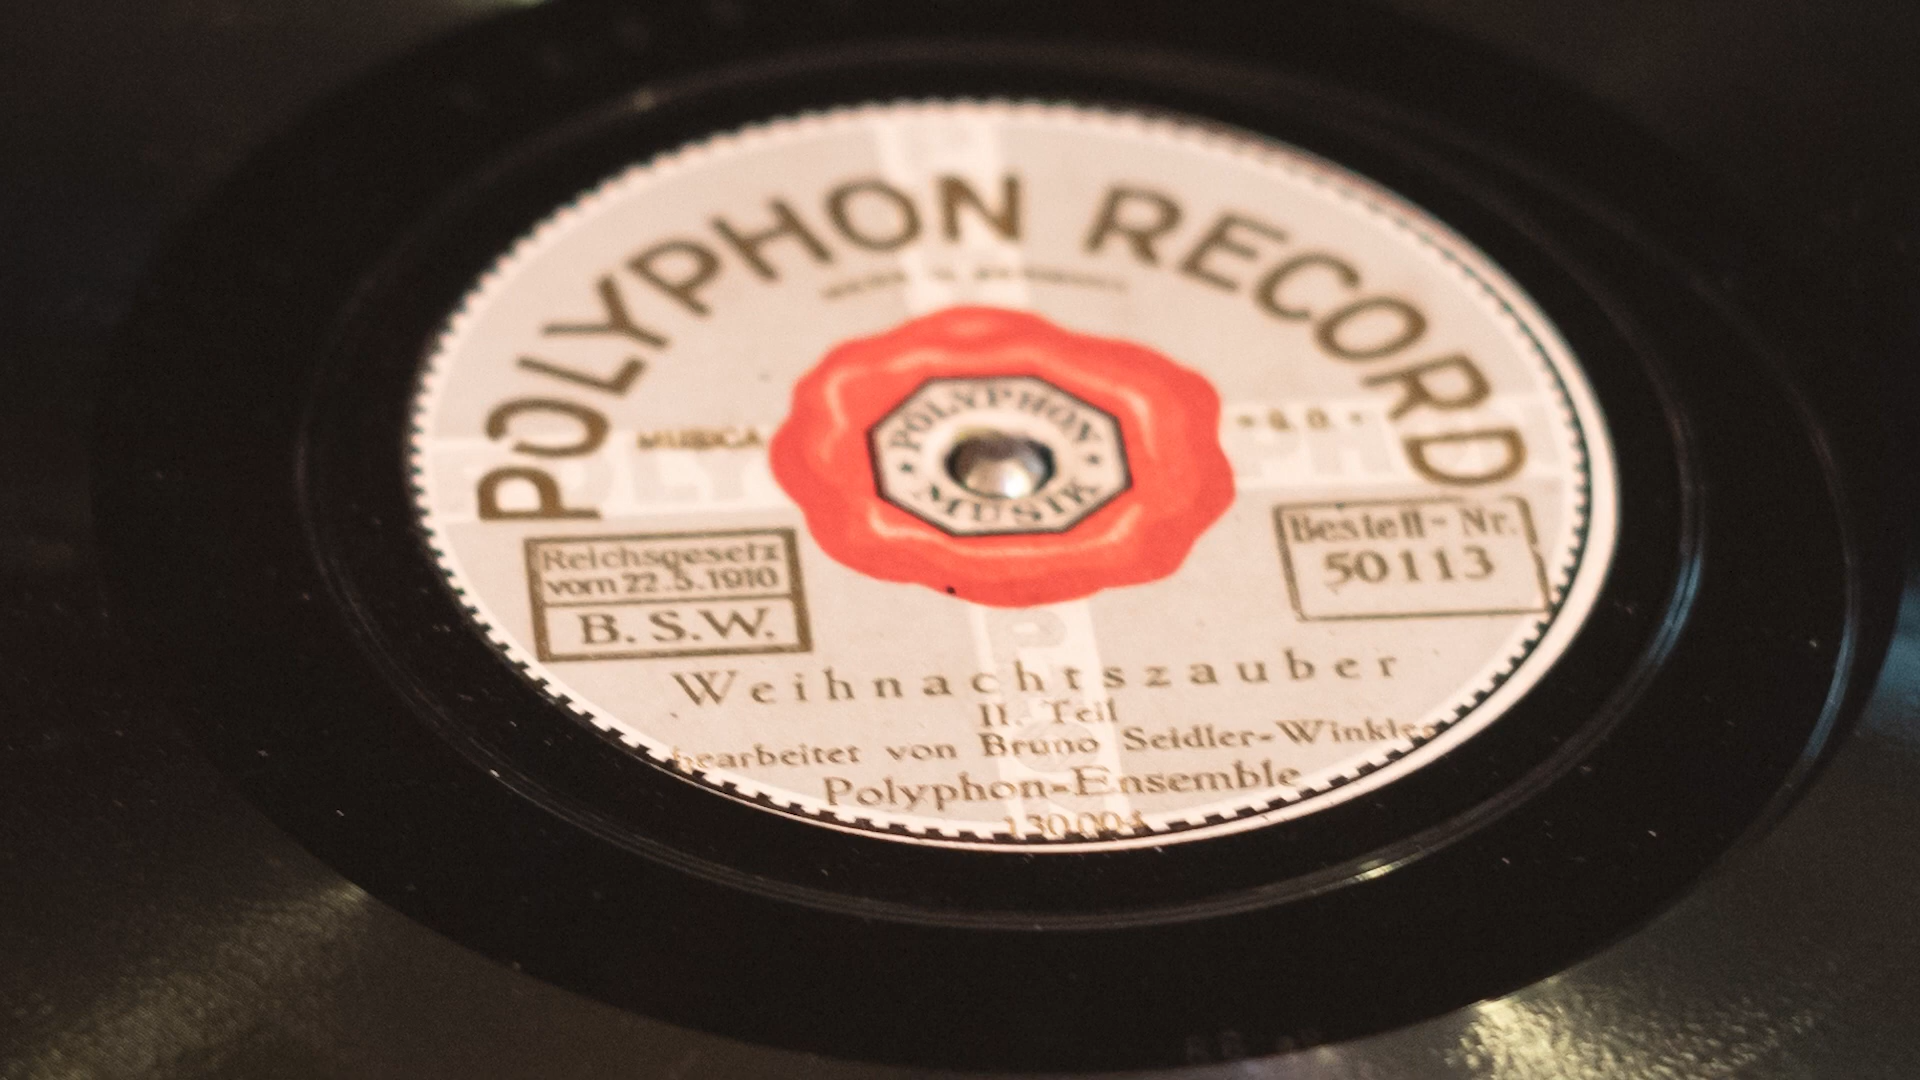 POLYPHON RECORD
MUSICA
POLYPHON
MUSIK
Bestell-Nr.
50113
Reichsgesetz
vom 22.5.1910
B.S.W.
Weihnachtszauber
II. Teil
bearbeitet von Bruno Seidler-Winkler
Polyphon-Ensemble
130004